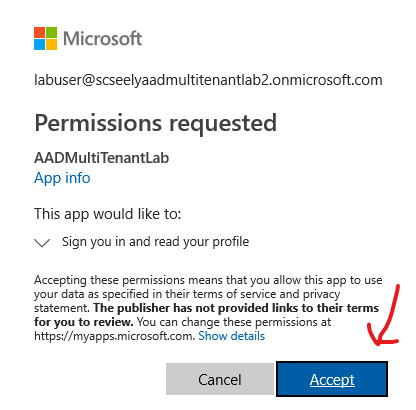 Microsoft
labuser@scseelyaadmultitenantlab2.onmicrosoft.com
Permissions requested
AADMultiTenantLab
App info
This app would like to:
Sign you in and read your profile
Accepting these permissions means that you allow this app to use
your data as specified in their terms of service and privacy
statement. The publisher has not provided links to their terms
for you to review. You can change these permissions at
https://myapps.microsoft.com. Show details
Cancel Accept